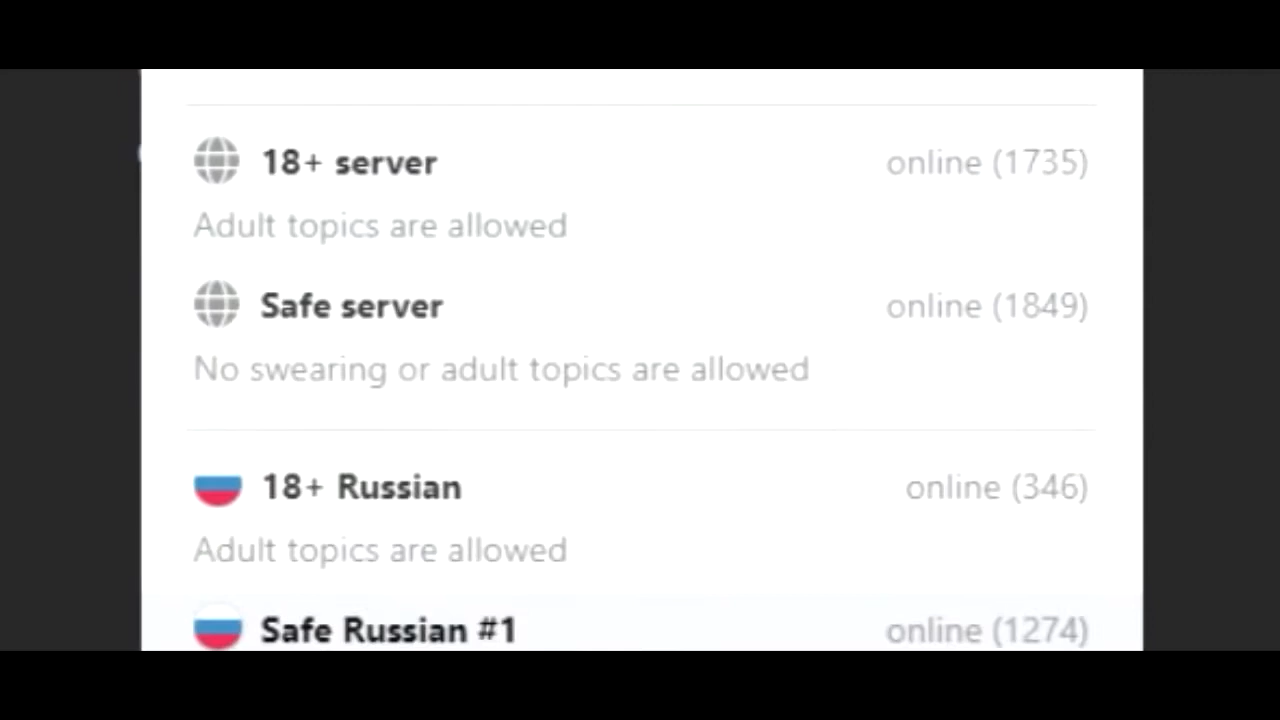 18+ server online (1735)
Adult topics are allowed
Safe server online (1849)
No swearing or adult topics are allowed
18+ Russian online (346)
Adult topics are allowed
Safe Russian #1 online (1274)